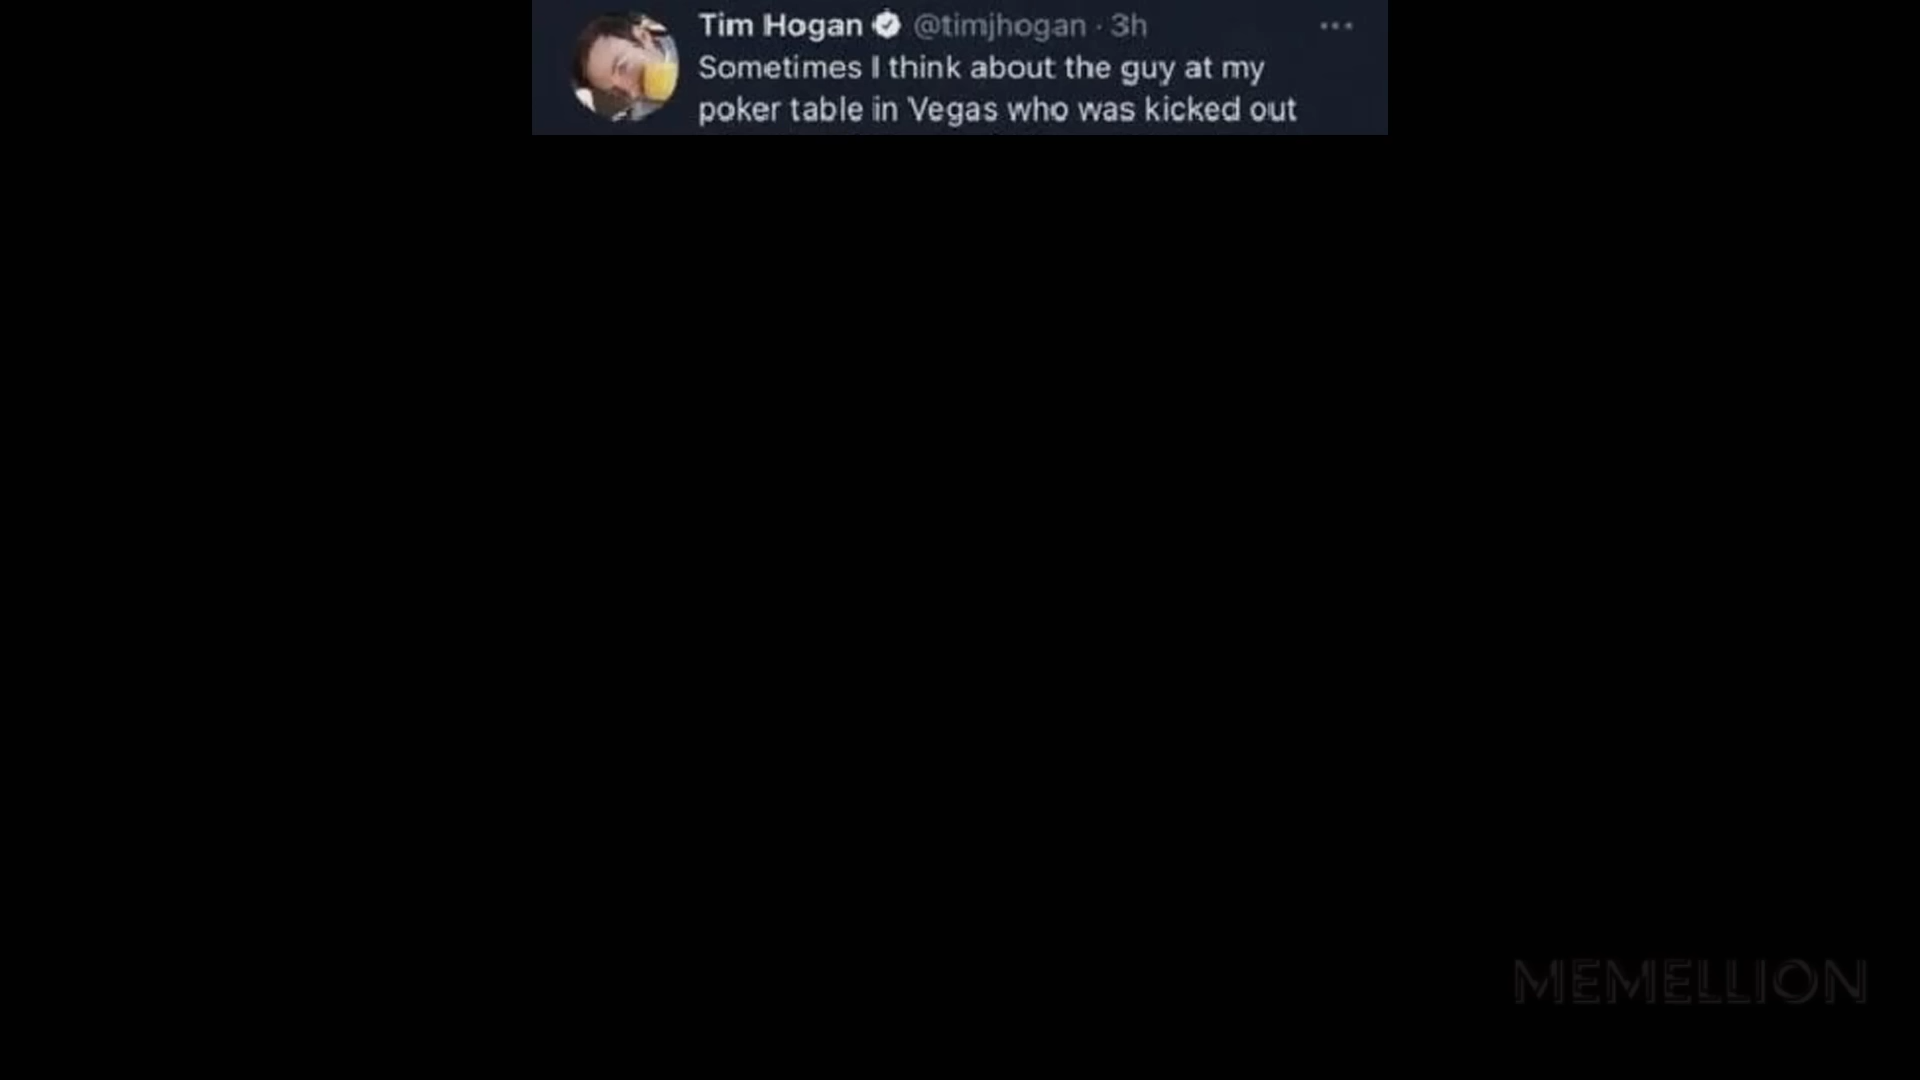 Tim Hogan @timjhogan · 3h
Sometimes I think about the guy at my
poker table in Vegas who was kicked out
MEMELLION